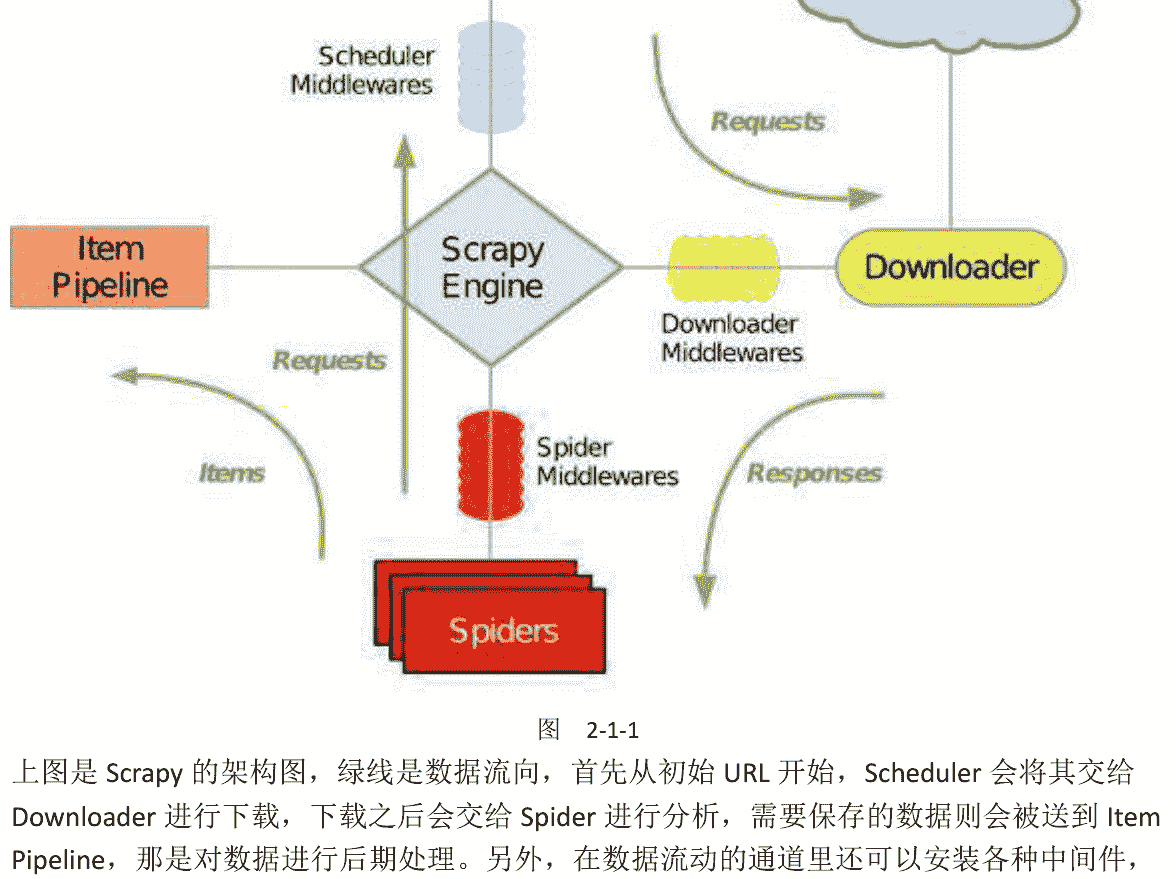 Scheduler
Middlewares
Requests
Item
Pipeline
Scrapy
Engine
Downloader
Downloader
Middlewares
Requests
Items
Spider
Middlewares
Responses
Spiders
图 2-1-1
上图是 Scrapy 的架构图，绿线是数据流向，首先从初始 URL 开始，Scheduler 会将其交给
Downloader 进行下载，下载之后会交给 Spider 进行分析，需要保存的数据则会被送到 Item
Pipeline，那是对数据进行后期处理。另外，在数据流动的通道里还可以安装各种中间件，